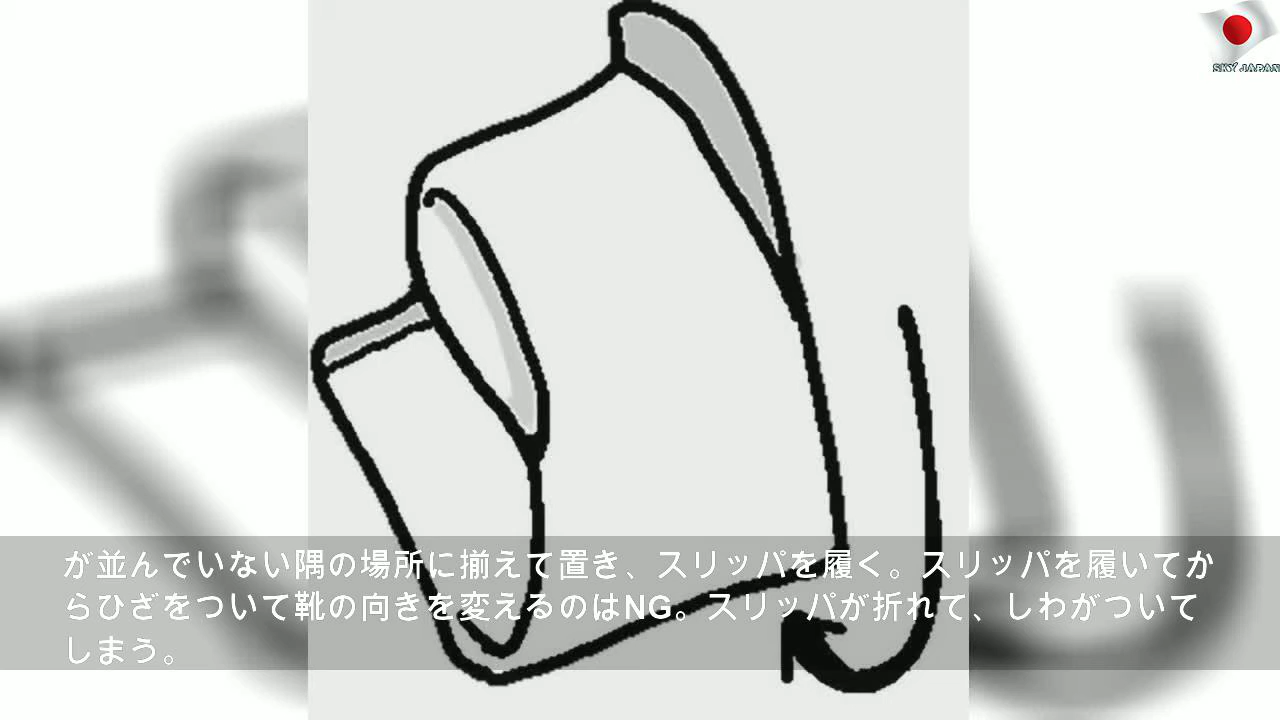 SKY JAPAN
が並んでいない隅の場所に揃えて置き、スリッパを履く。スリッパを履いてか
らひざをついて靴の向きを変えるのはNG。スリッパが折れて、しわがついて
しまう。